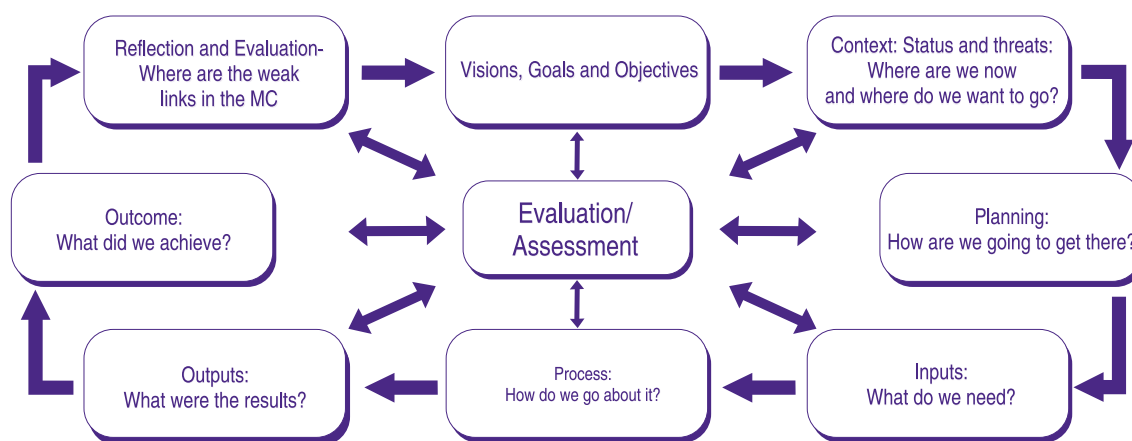 Reflection and Evaluation-
Where are the weak
links in the MC
Visions, Goals and Objectives
Context: Status and threats:
Where are we now
and where do we want to go?
Outcome:
What did we achieve?
Evaluation/
Assessment
Planning:
How are we going to get there?
Outputs:
What were the results?
Process:
How do we go about it?
Inputs:
What do we need?